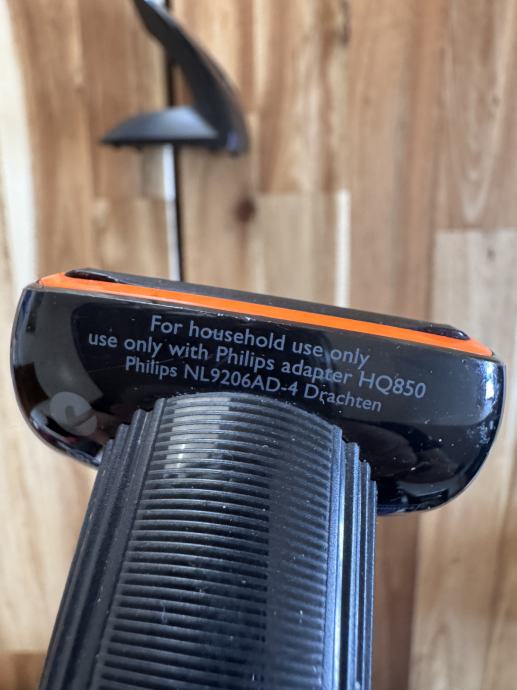 For household use only
use only with Philips adapter HQ850
Philips NL9206AD-4 Drachten